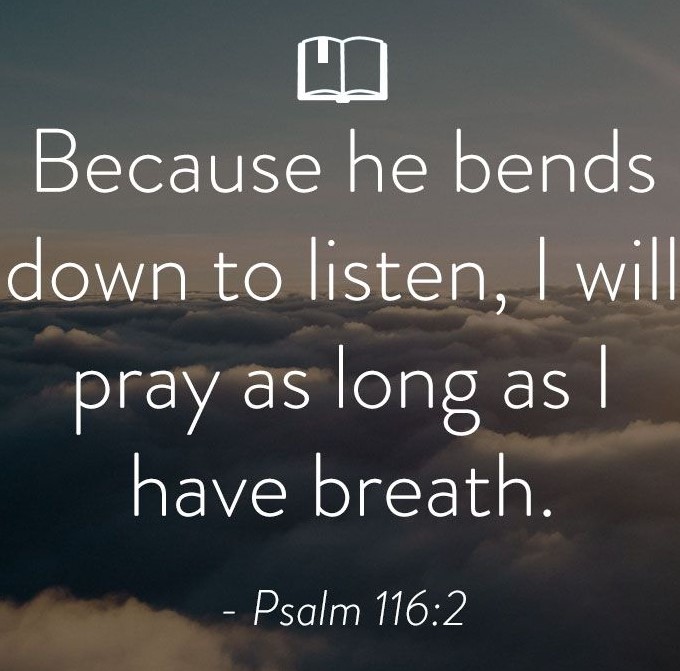 Because he bends
down to listen, I will
pray as long as I
have breath.
- Psalm 116:2